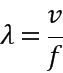 λ = v/f